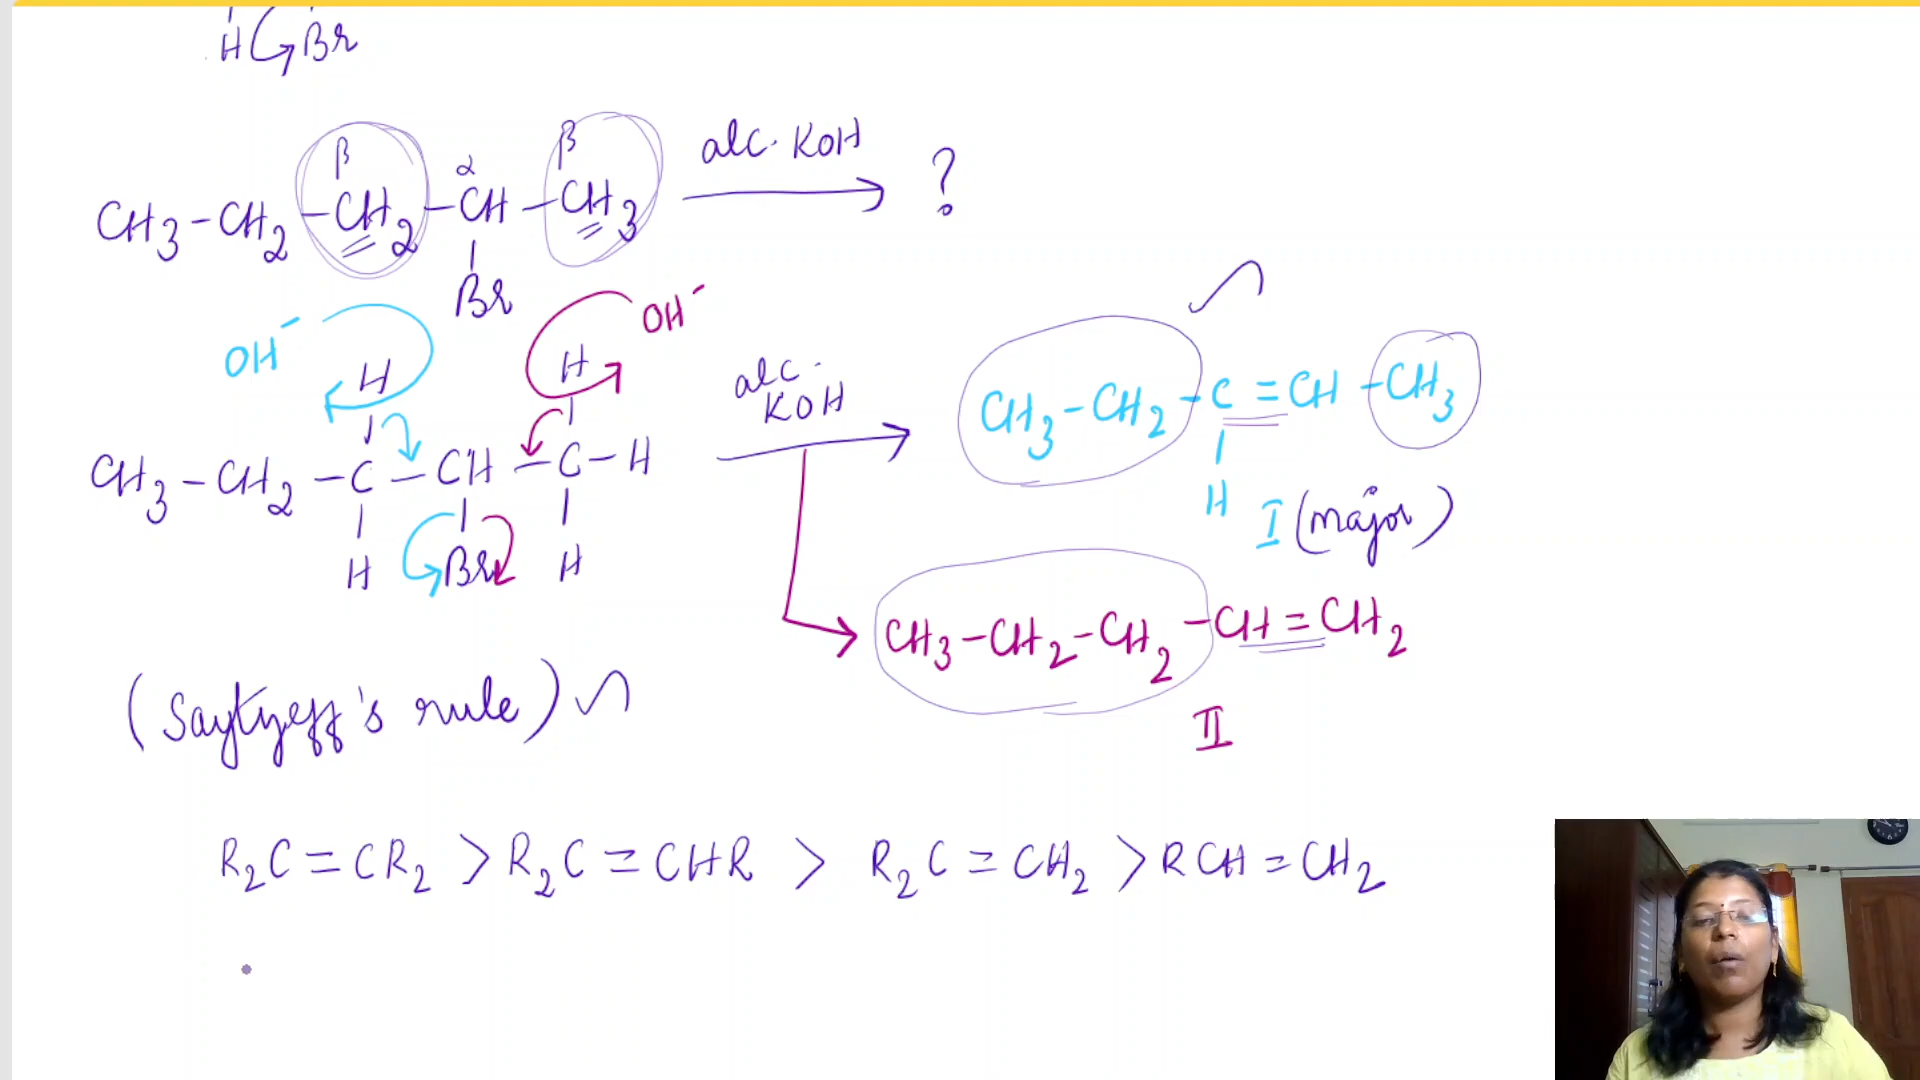 H Br
β α β
CH3-CH2-CH2-CH-CH3 alc. KOH ?
Br
OH- OH-
H H alc. KOH
CH3-CH2-C-CH-C-H
H Br H
CH3-CH2-C=CH-CH3
H I (major)
CH3-CH2-CH2-CH=CH2
II
(Saytzeff's rule)
R2C=CR2 > R2C=CHR > R2C=CH2 > RCH=CH2